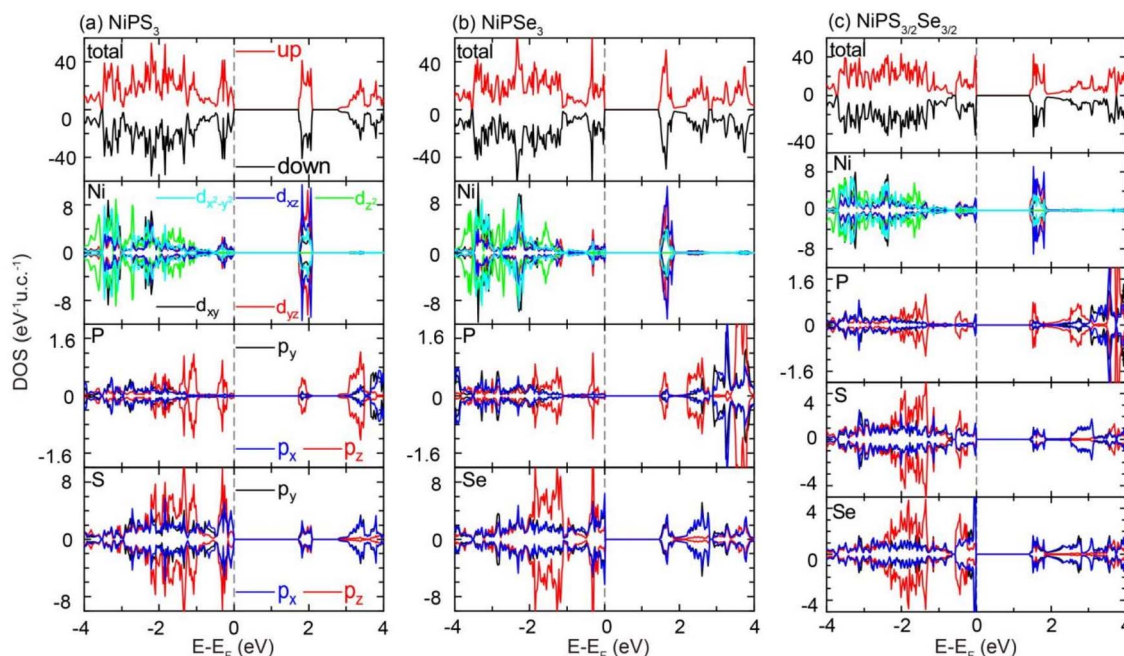 (a) NiPS3
(b) NiPSe3
(c) NiPS3/2Se3/2
DOS (eV-1u.c.-1)
total
up
down
40
0
0
-40
Ni
dx2-y2
dxz
dz2
dxy
dyz
8
0
-8
P
py
px
pz
1.6
0
-1.6
S
py
px
pz
8
0
-8
-4 -2 0 2 4
E-EF (eV)
total
40
0
0
-40
Ni
8
0
-8
P
1.6
0
-1.6
Se
8
0
-8
-4 -2 0 2 4
E-EF (eV)
total
40
0
0
-40
Ni
8
0
-8
P
1.6
0
-1.6
S
4
0
-4
Se
4
0
-5
-4 -2 0 2 4
E-EF (eV)